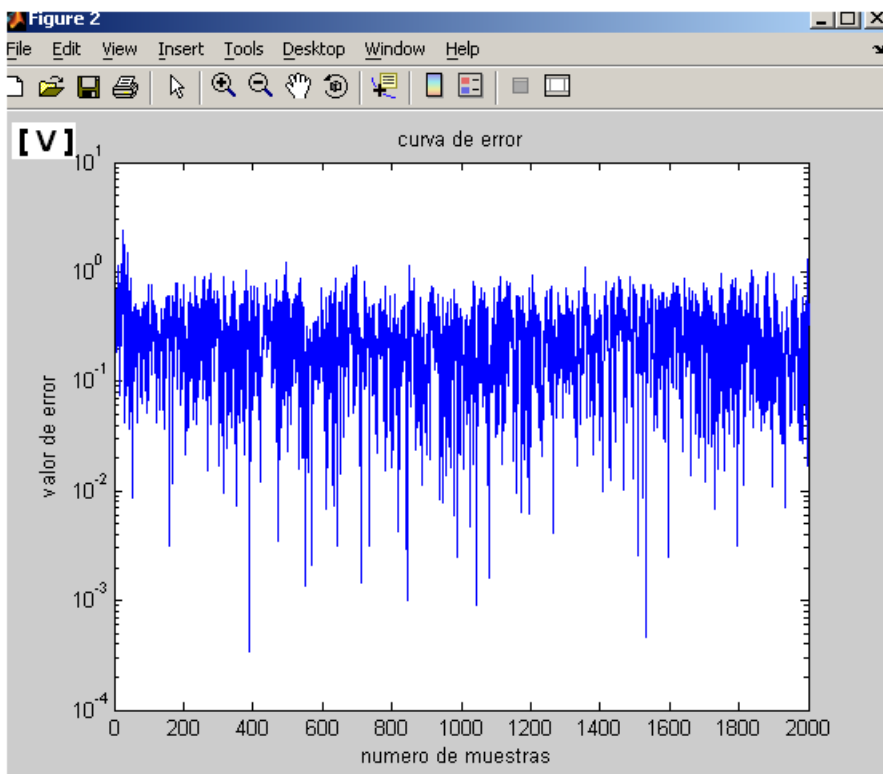 Figure 2
File Edit View Insert Tools Desktop Window Help
[ V ]
curva de error
10^1
10^0
10^-1
10^-2
10^-3
10^-4
valor de error
0 200 400 600 800 1000 1200 1400 1600 1800 2000
numero de muestras